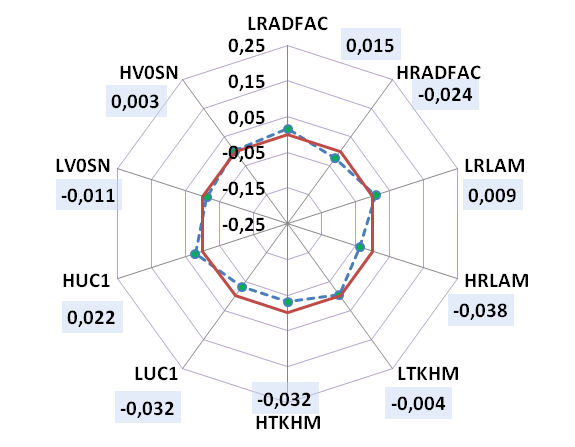 LRADFAC
0,25
0,015
HV0SN
HRADFAC
0,15
0,003
-0,024
0,05
-0,05
LV0SN
LRLAM
-0,011
0,009
-0,15
-0,25
HUC1
HRLAM
0,022
-0,038
LUC1
LTKHM
-0,032
-0,032
-0,004
HTKHM